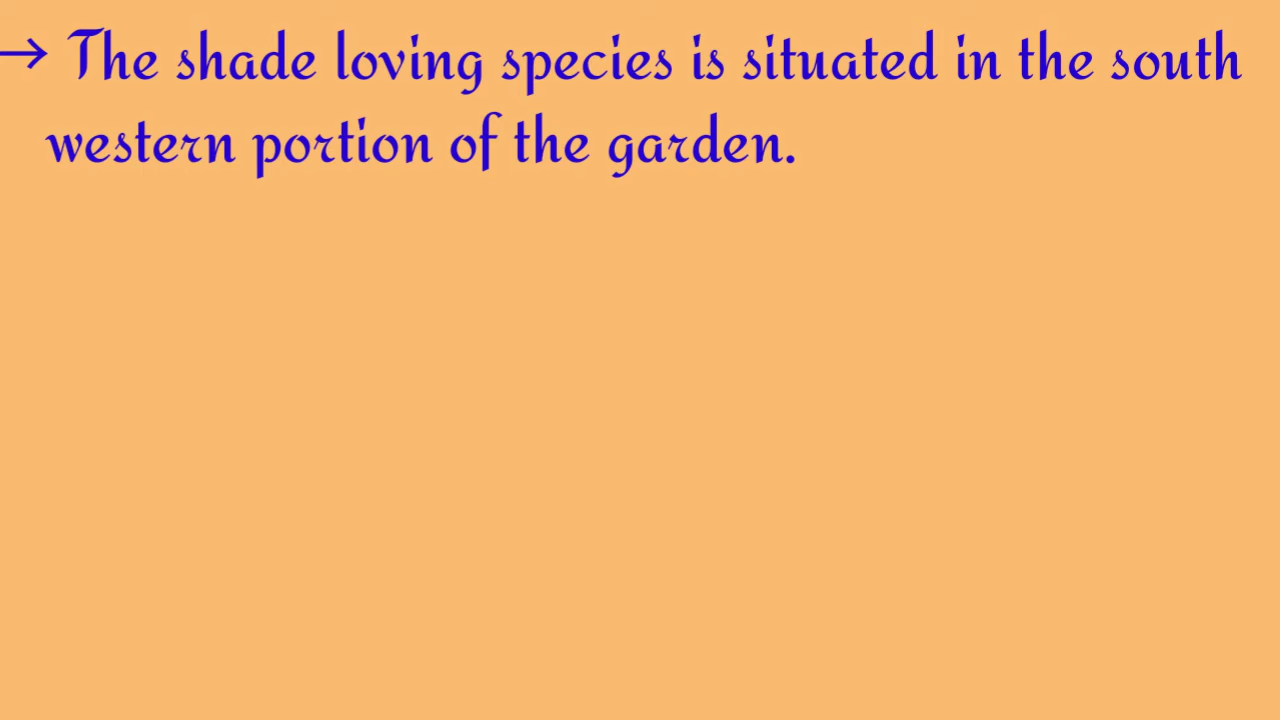 → The shade loving species is situated in the south
western portion of the garden.